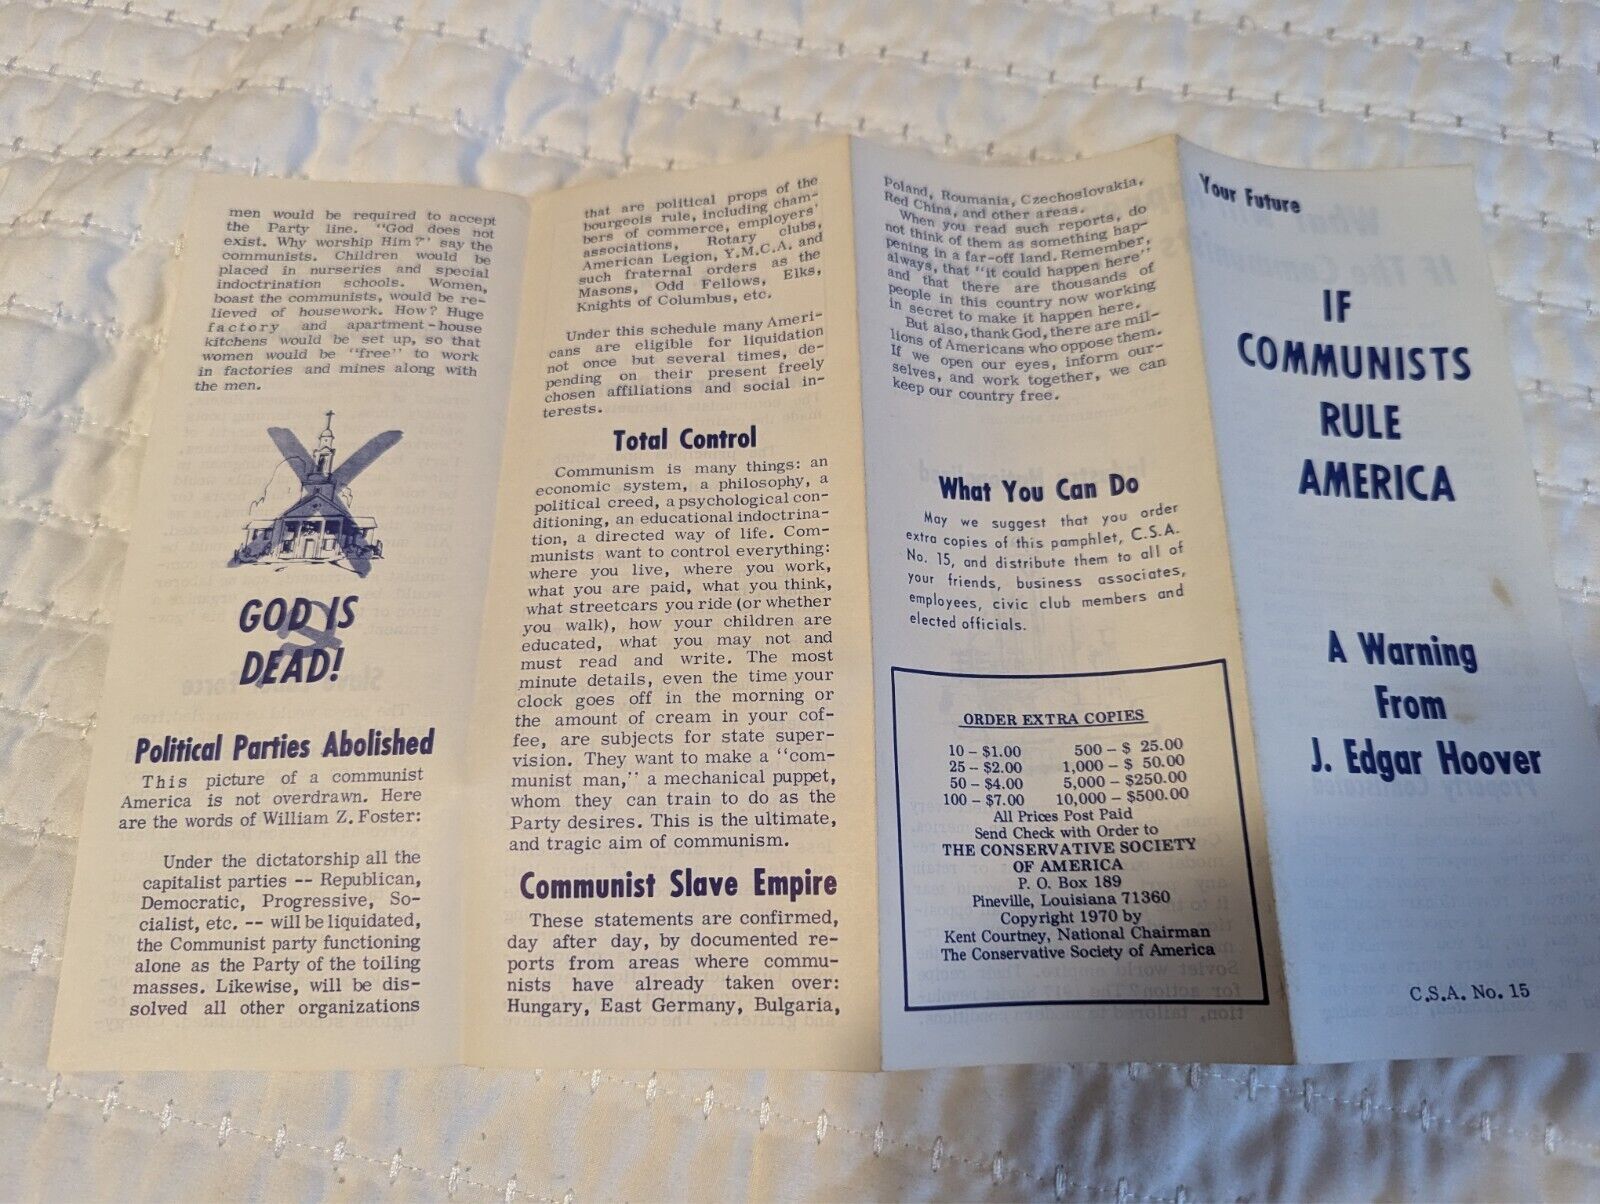 men would be required to accept
the Party line. "God does not
exist. Why worship Him?" say the
communists. Children would be
placed in nurseries and special
indoctrination schools. Women,
boast the communists, would be re-
lieved of housework. How? Huge
factory and apartment-house
kitchens would be set up, so that
women would be "free" to work
in factories and mines along with
the men.
GOD IS
DEAD!
Political Parties Abolished
This picture of a communist
America is not overdrawn. Here
are the words of William Z. Foster:
Under the dictatorship all the
capitalist parties -- Republican,
Democratic, Progressive, So-
cialist, etc. -- will be liquidated,
the Communist party functioning
alone as the Party of the toiling
masses. Likewise, will be dis-
solved all other organizations
that are political props of the
bourgeois rule, including cham-
bers of commerce, employers'
associations, Rotary clubs,
American Legion, Y.M.C.A. and
such fraternal orders as the
Masons, Odd Fellows, Elks,
Knights of Columbus, etc.
Under this schedule many Ameri-
cans are eligible for liquidation
not once but several times, de-
pending on their present freely
chosen affiliations and social in-
terests.
Total Control
Communism is many things: an
economic system, a philosophy, a
political creed, a psychological con-
ditioning, an educational indoctrina-
tion, a directed way of life. Com-
munists want to control everything:
where you live, where you work,
what you are paid, what you think,
what streetcars you ride (or whether
you walk), how your children are
educated, what you may not and
must read and write. The most
minute details, even the time your
clock goes off in the morning or
the amount of cream in your cof-
fee, are subjects for state super-
vision. They want to make a "com-
munist man," a mechanical puppet,
whom they can train to do as the
Party desires. This is the ultimate,
and tragic aim of communism.
Communist Slave Empire
These statements are confirmed,
day after day, by documented re-
ports from areas where commu-
nists have already taken over:
Hungary, East Germany, Bulgaria,
Poland, Roumania, Czechoslovakia,
Red China, and other areas.
When you read such reports, do
not think of them as something hap-
pening in a far-off land. Remember,
always, that "it could happen here"
and that there are thousands of
people in this country now working
in secret to make it happen here.
But also, thank God, there are mil-
lions of Americans who oppose them.
If we open our eyes, inform our-
selves, and work together, we can
keep our country free.
What You Can Do
May we suggest that you order
extra copies of this pamphlet, C.S.A.
No. 15, and distribute them to all of
your friends, business associates,
employees, civic club members and
elected officials.
ORDER EXTRA COPIES
10 - $1.00 500 - $ 25.00
25 - $2.00 1,000 - $ 50.00
50 - $4.00 5,000 - $250.00
100 - $7.00 10,000 - $500.00
All Prices Post Paid
Send Check with Order to
THE CONSERVATIVE SOCIETY
OF AMERICA
P. O. Box 189
Pineville, Louisiana 71360
Copyright 1970 by
Kent Courtney, National Chairman
The Conservative Society of America
Your Future
IF
COMMUNISTS
RULE
AMERICA
A Warning
From
J. Edgar Hoover
C.S.A. No. 15